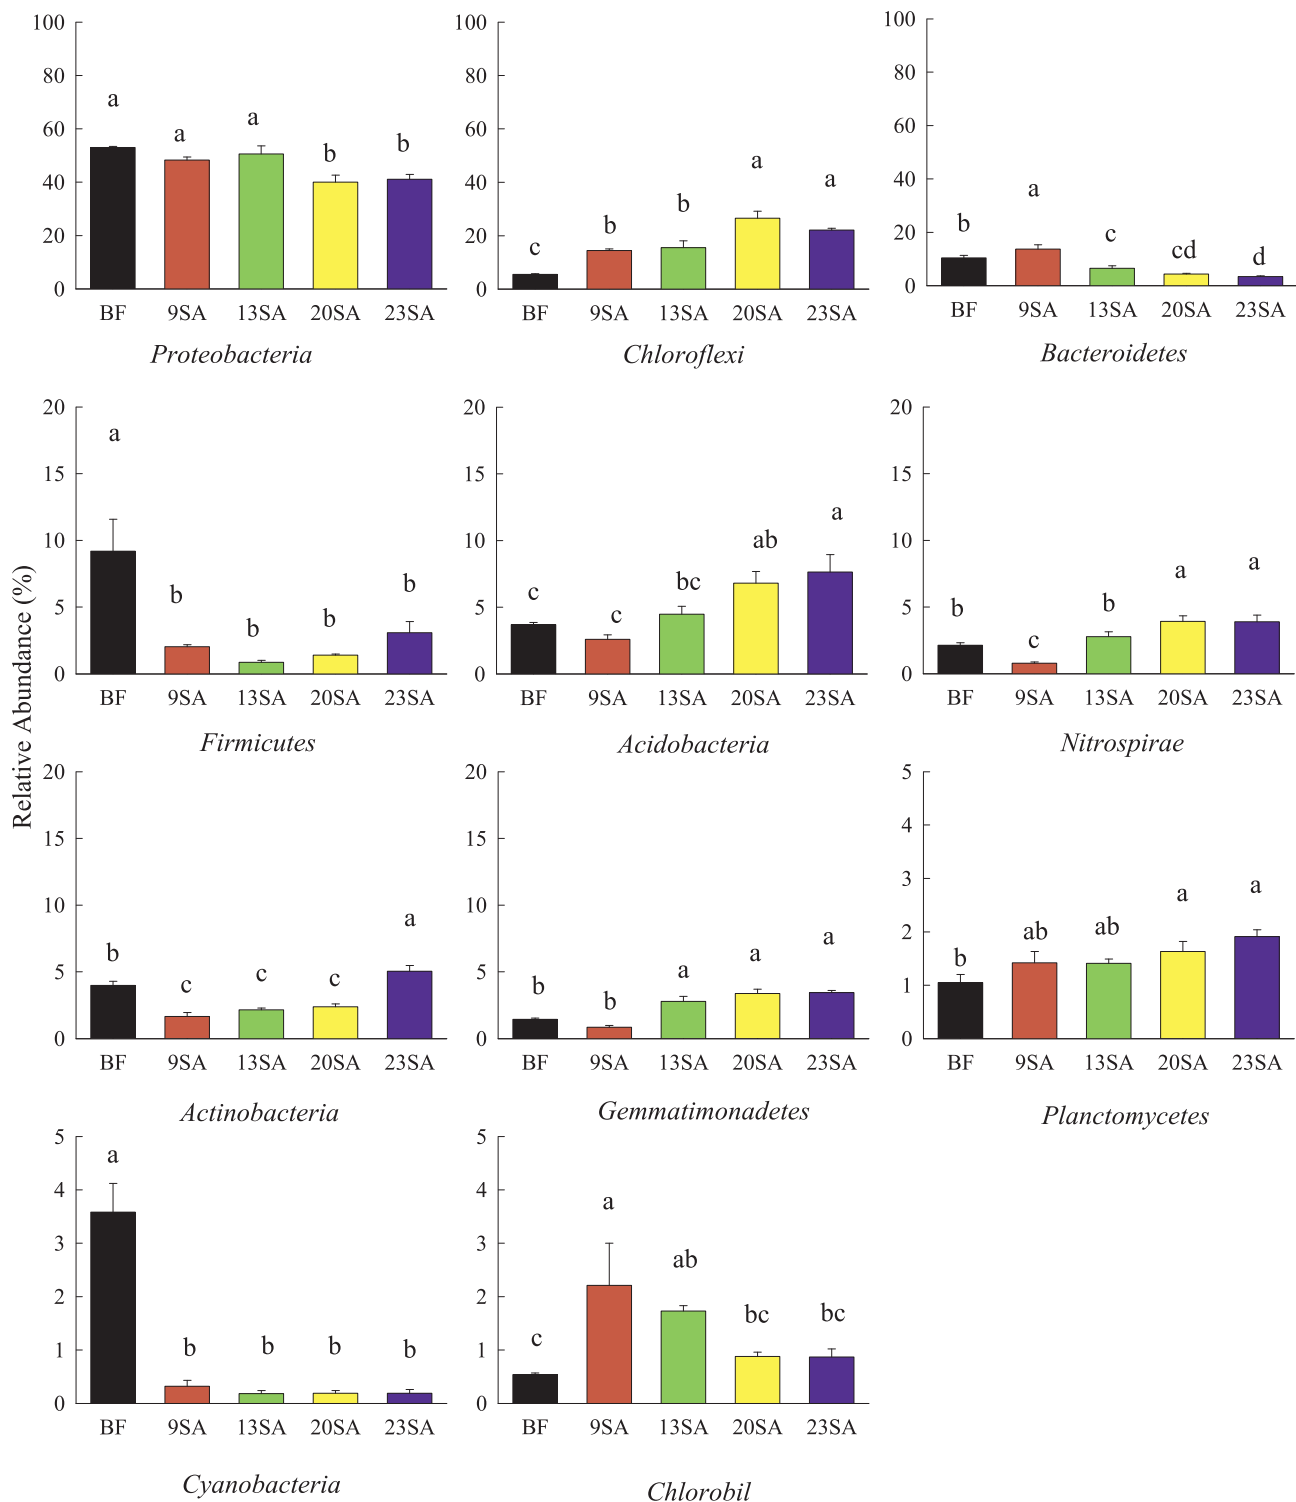 Relative Abundance (%)
100
80
60
40
20
0
a
a
a
b
b
BF 9SA 13SA 20SA 23SA
Proteobacteria
100
80
60
40
20
0
c
b
b
a
a
BF 9SA 13SA 20SA 23SA
Chloroflexi
100
80
60
40
20
0
b
a
c
cd
d
BF 9SA 13SA 20SA 23SA
Bacteroidetes
20
15
10
5
0
a
b
b
b
b
BF 9SA 13SA 20SA 23SA
Firmicutes
20
15
10
5
0
c
c
bc
ab
a
BF 9SA 13SA 20SA 23SA
Acidobacteria
20
15
10
5
0
b
c
b
a
a
BF 9SA 13SA 20SA 23SA
Nitrospirae
20
15
10
5
0
b
c
c
c
a
BF 9SA 13SA 20SA 23SA
Actinobacteria
20
15
10
5
0
b
b
a
a
a
BF 9SA 13SA 20SA 23SA
Gemmatimonadetes
5
4
3
2
1
0
b
ab
ab
a
a
BF 9SA 13SA 20SA 23SA
Planctomycetes
5
4
3
2
1
0
a
b
b
b
b
BF 9SA 13SA 20SA 23SA
Cyanobacteria
5
4
3
2
1
0
c
a
ab
bc
bc
BF 9SA 13SA 20SA 23SA
Chlorobil